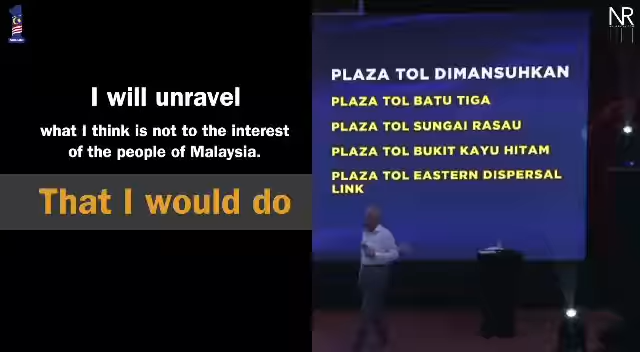 1
I will unravel
what I think is not to the interest
of the people of Malaysia.
That I would do
NR
PLAZA TOL DIMANSUHKAN
PLAZA TOL BATU TIGA
PLAZA TOL SUNGAI RASAU
PLAZA TOL BUKIT KAYU HITAM
PLAZA TOL EASTERN DISPERSAL
LINK